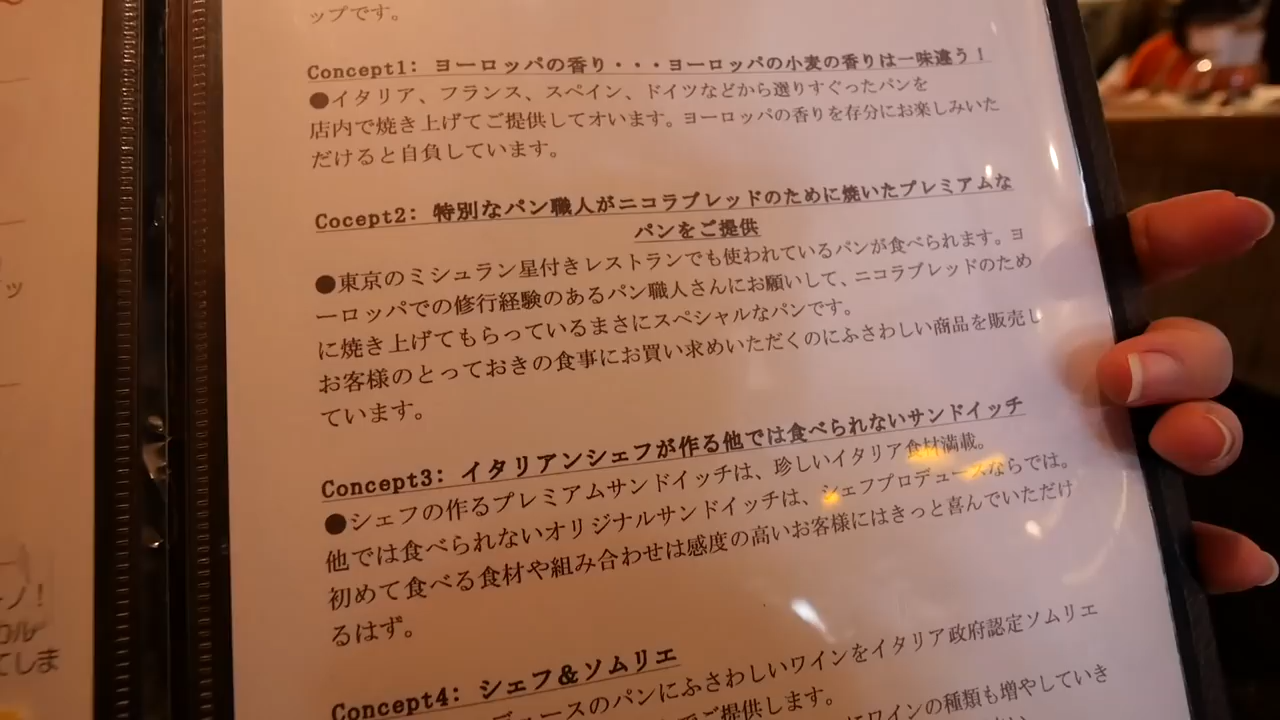 ップです。
Concept1: ヨーロッパの香り・・・ヨーロッパの小麦の香りは一味違う！
●イタリア、フランス、スペイン、ドイツなどから選りすぐったパンを
店内で焼き上げてご提供してオいます。ヨーロッパの香りを存分にお楽しみいた
だけると自負しています。
Cocept2: 特別なパン職人がニコラブレッドのために焼いたプレミアムな
パンをご提供
●東京のミシュラン星付きレストランでも使われているパンが食べられます。ヨ
ーロッパでの修行経験のあるパン職人さんにお願いして、ニコラブレッドのため
に焼き上げてもらっているまさにスペシャルなパンです。
お客様のとっておきの食事にお買い求めいただくのにふさわしい商品を販売し
ています。
Concept3: イタリアンシェフが作る他では食べられないサンドイッチ
●シェフの作るプレミアムサンドイッチは、珍しいイタリア食材満載。
他では食べられないオリジナルサンドイッチは、シェフプロデュースならでは。
初めて食べる食材や組み合わせは感度の高いお客様にはきっと喜んでいただけ
るはず。
Concept4: シェフ＆ソムリエ
デュースのパンにふさわしいワインをイタリア政府認定ソムリエ
ご提供します。
にワインの種類も増やしていき
ッ
ノ！
カル
てしま